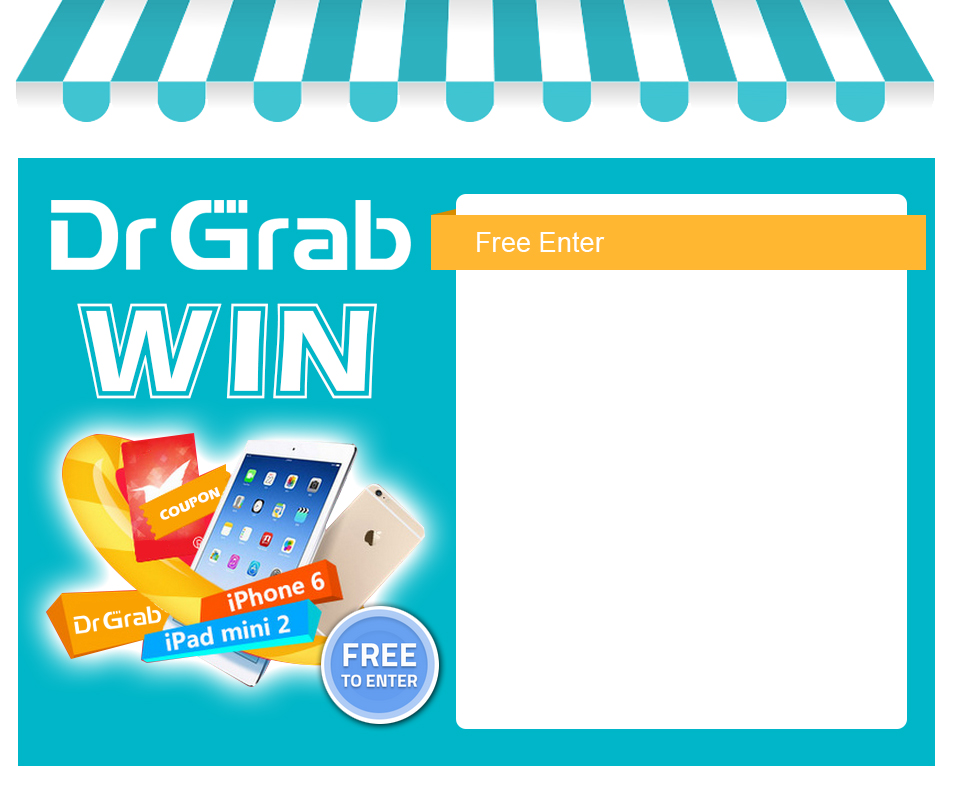 Dr Grab
Free Enter
WIN
COUPON
iPhone 6
Dr Grab
iPad mini 2
FREE
TO ENTER